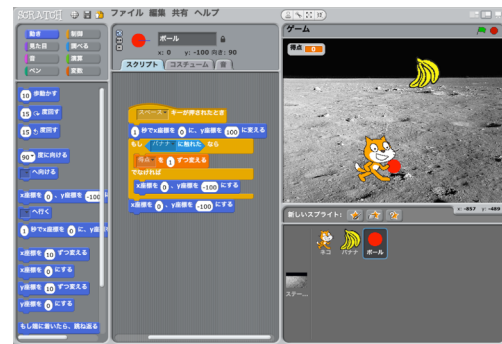 SCRATCH ファイル 編集 共有 ヘルプ
動き 制御
見た目 調べる
音 演算
ペン 変数
ボール
x: 0 y: -100 向き: 90
スクリプト コスチューム 音
10 歩動かす
15 度回す
15 度回す
90 度に向ける
へ向ける
x座標を 0 、y座標を -100
へ行く
1 秒でx座標を 0 に、y座標を
x座標を 10 ずつ変える
x座標を 0 にする
y座標を 10 ずつ変える
y座標を 0 にする
もし端に着いたら、跳ね返る
スペース キーが押されたとき
1 秒でx座標を 0 に、y座標を 100 に変える
もし バナナ に触れた なら
得点 を 1 ずつ変える
でなければ
x座標を 0 、y座標を -100 にする
x座標を 0 、y座標を -100 にする
ゲーム
得点 0
x: -857 y: -489
新しいスプライト:
ネコ バナナ ボール
ステー...